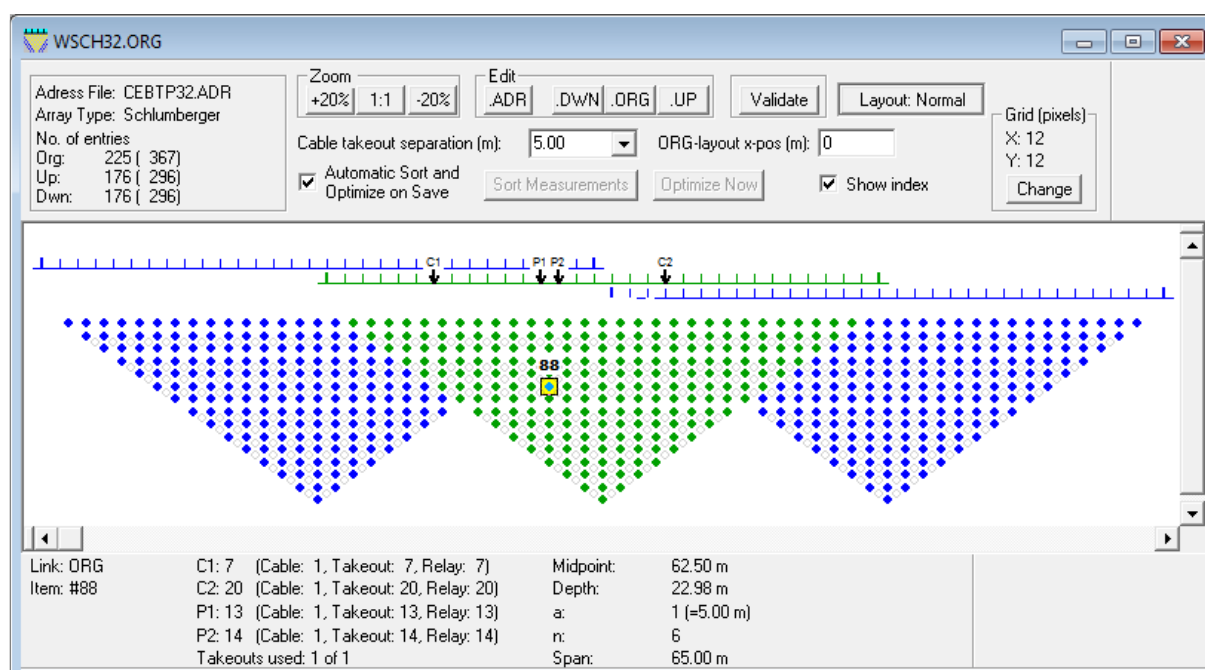 WSCH32.ORG
Adress File: CEBTP32.ADR
Array Type: Schlumberger
No. of entries
Org: 225 ( 367)
Up: 176 ( 296)
Dwn: 176 ( 296)
Zoom
+20% 1:1 -20%
Edit
.ADR .DWN .ORG .UP
Validate
Layout: Normal
Cable takeout separation (m): 5.00
ORG-layout x-pos (m): 0
Automatic Sort and
Optimize on Save
Sort Measurements
Optimize Now
Show index
Grid (pixels)
X: 12
Y: 12
Change
C1 P1 P2 C2
88
Link: ORG
Item: #88
C1: 7 (Cable: 1, Takeout: 7, Relay: 7)
C2: 20 (Cable: 1, Takeout: 20, Relay: 20)
P1: 13 (Cable: 1, Takeout: 13, Relay: 13)
P2: 14 (Cable: 1, Takeout: 14, Relay: 14)
Takeouts used: 1 of 1
Midpoint: 62.50 m
Depth: 22.98 m
a: 1 (=5.00 m)
n: 6
Span: 65.00 m